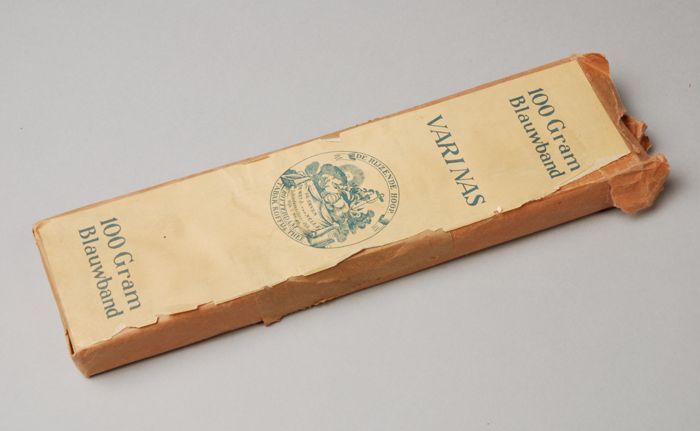 100 Gram
Blauwband
DE RIJZENDE HOOP
VARINAS
100 Gram
Blauwband